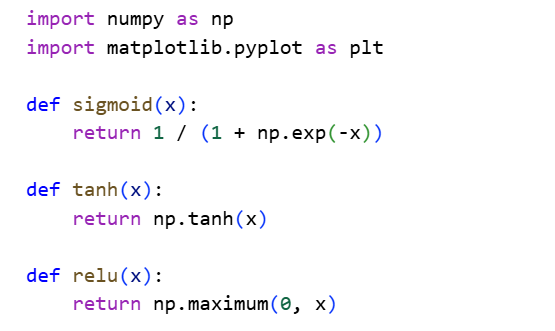 import numpy as np
import matplotlib.pyplot as plt
def sigmoid(x):
    return 1 / (1 + np.exp(-x))
def tanh(x):
    return np.tanh(x)
def relu(x):
    return np.maximum(0, x)